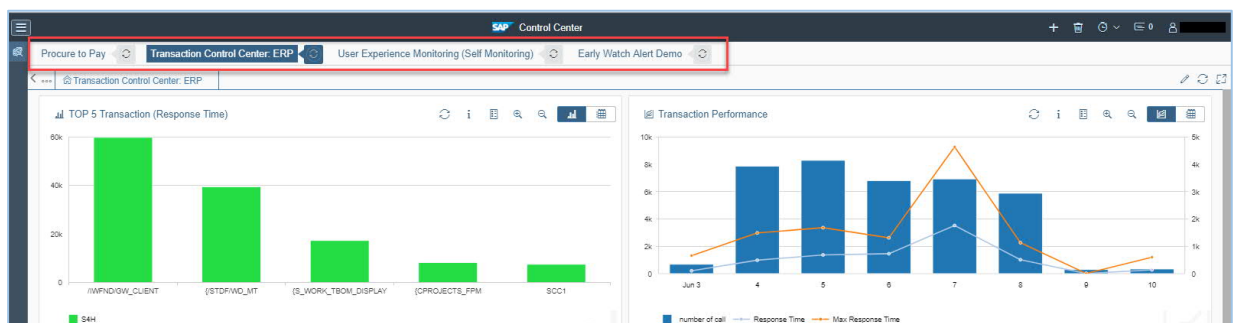 SAP Control Center
0
Procure to Pay Transaction Control Center: ERP User Experience Monitoring (Self Monitoring) Early Watch Alert Demo
Transaction Control Center: ERP
TOP 5 Transaction (Response Time)
60k
40k
20k
0
//WFND/GW_CLIENT {/STDF/WD_MT {S_WORK_TBOM_DISPLAY {CPROJECTS_FPM SCC1
S4H
Transaction Performance
10k 5k
8k 4k
6k 3k
4k 2k
2k 1k
0 0
Jun 3 4 5 6 7 8 9 10
number of call Response Time Max Response Time